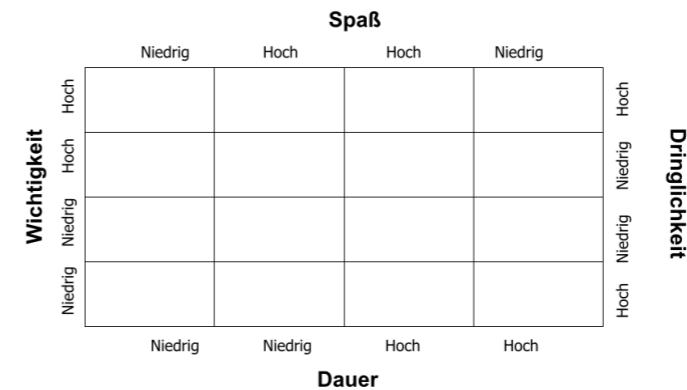 Spaß
Niedrig Hoch Hoch Niedrig
Wichtigkeit
Hoch
Hoch
Niedrig
Niedrig
Hoch
Niedrig
Niedrig
Hoch
Dringlichkeit
Niedrig Niedrig Hoch Hoch
Dauer